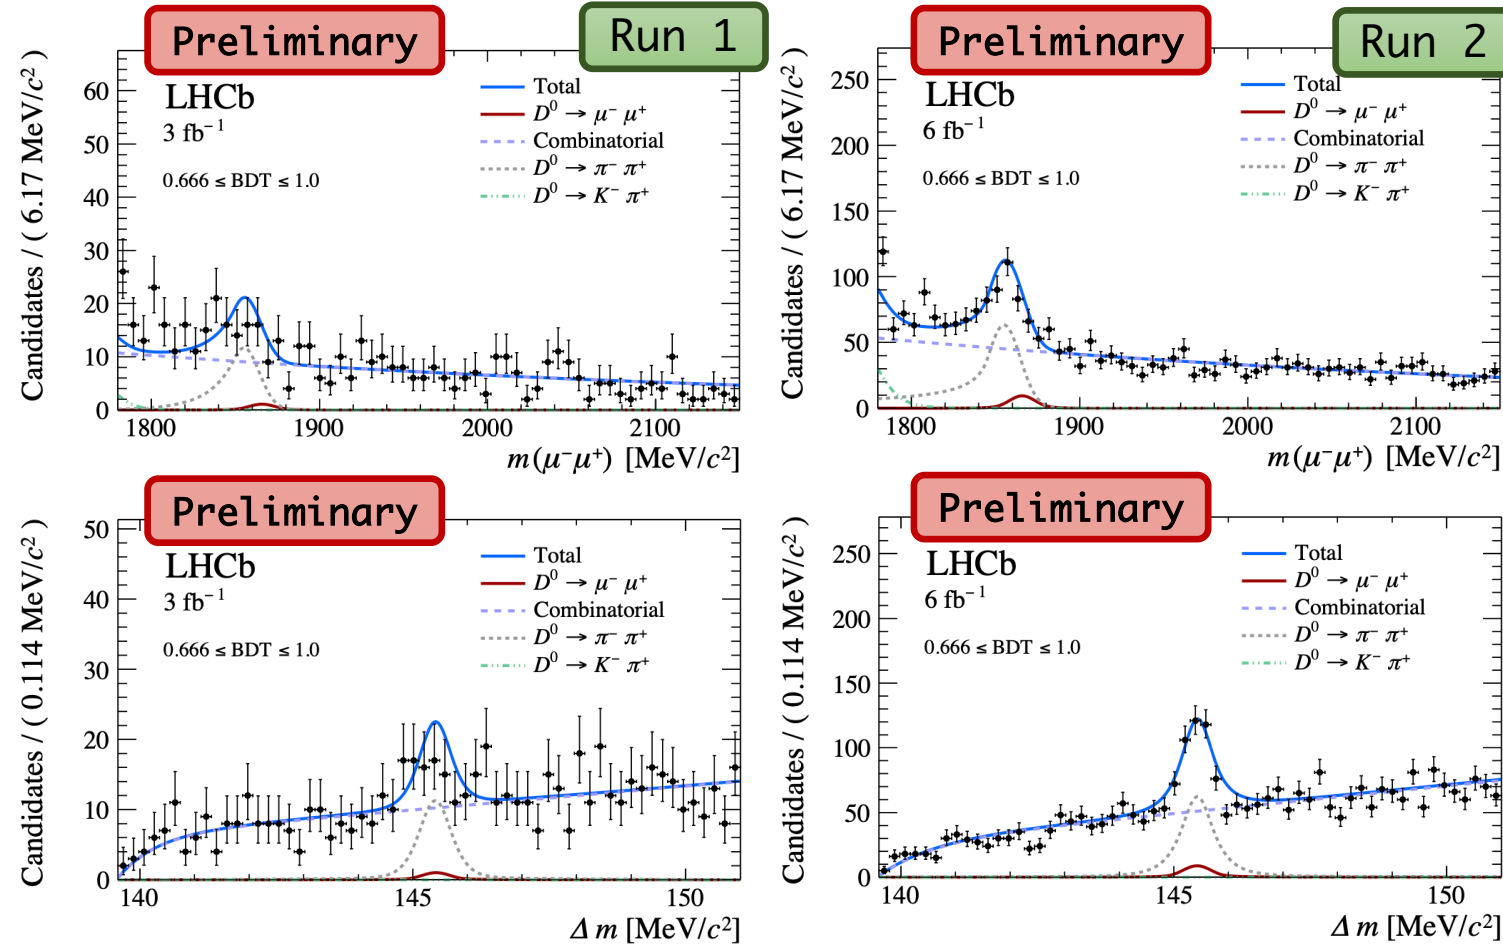 Preliminary
Run 1
LHCb
3 fb⁻¹
0.666 ≤ BDT ≤ 1.0
Total
D⁰ → μ⁻ μ⁺
Combinatorial
D⁰ → π⁻ π⁺
D⁰ → K⁻ π⁺
Candidates / ( 6.17 MeV/c² )
60
50
40
30
20
10
0
1800 1900 2000 2100
m(μ⁻μ⁺) [MeV/c²]
Preliminary
Run 2
LHCb
6 fb⁻¹
0.666 ≤ BDT ≤ 1.0
Total
D⁰ → μ⁻ μ⁺
Combinatorial
D⁰ → π⁻ π⁺
D⁰ → K⁻ π⁺
Candidates / ( 6.17 MeV/c² )
250
200
150
100
50
0
1800 1900 2000 2100
m(μ⁻μ⁺) [MeV/c²]
Preliminary
LHCb
3 fb⁻¹
0.666 ≤ BDT ≤ 1.0
Total
D⁰ → μ⁻ μ⁺
Combinatorial
D⁰ → π⁻ π⁺
D⁰ → K⁻ π⁺
Candidates / ( 0.114 MeV/c² )
50
40
30
20
10
0
140 145 150
Δm [MeV/c²]
Preliminary
LHCb
6 fb⁻¹
0.666 ≤ BDT ≤ 1.0
Total
D⁰ → μ⁻ μ⁺
Combinatorial
D⁰ → π⁻ π⁺
D⁰ → K⁻ π⁺
Candidates / ( 0.114 MeV/c² )
250
200
150
100
50
0
140 145 150
Δm [MeV/c²]